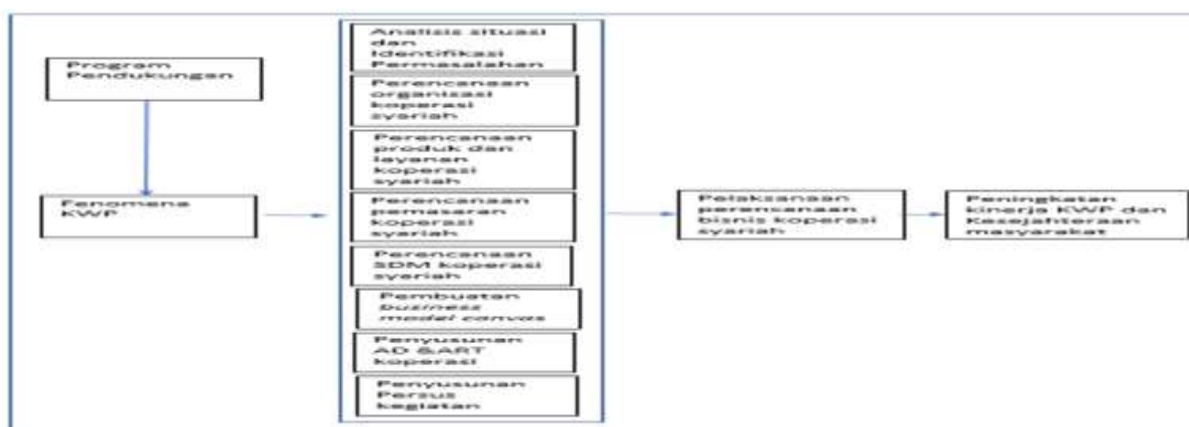 Program
Pendukungan
Fenomena
KWP
Analisis situasi
dan
Identifikasi
Permasalahan
Perencanaan
organisasi
koperasi
syariah
Perencanaan
produk dan
layanan
koperasi
syariah
Perencanaan
pemasaran
koperasi
syariah
Perencanaan
SDM koperasi
syariah
Pembuatan
business
model canvas
Penyusunan
AD &ART
koperasi
Penyusunan
Persus
kegiatan
Pelaksanaan
perencanaan
bisnis koperasi
syariah
Peningkatan
kinerja KWP dan
Kesejahteraan
masyarakat